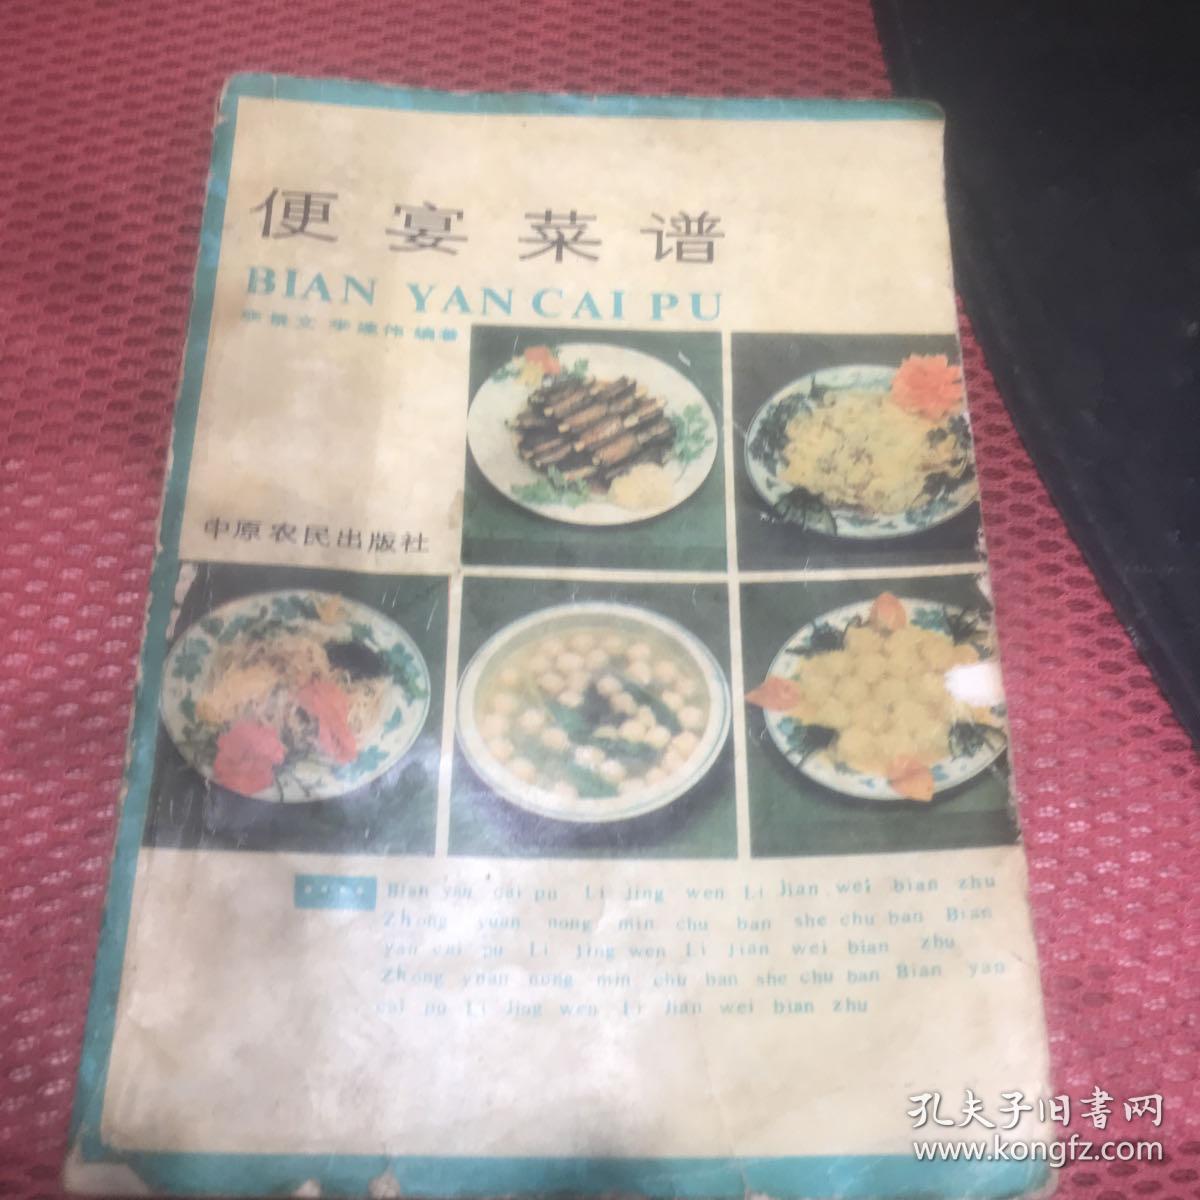 便宴菜谱
BIAN YAN CAI PU
景文 李建伟 编著
中原农民出版社
Bian yan cai pu Li Jing wen Li Jian wei bian zhu
Zhong yuan nong min chu ban she chu ban Bian
yan cai pu Li Jing wen Li Jian wei bian zhu
Zhong yuan nong min chu ban she chu ban Bian yan
cai pu Li Jing wen Li Jian wei bian zhu
孔夫子旧书网
www.kongfz.com